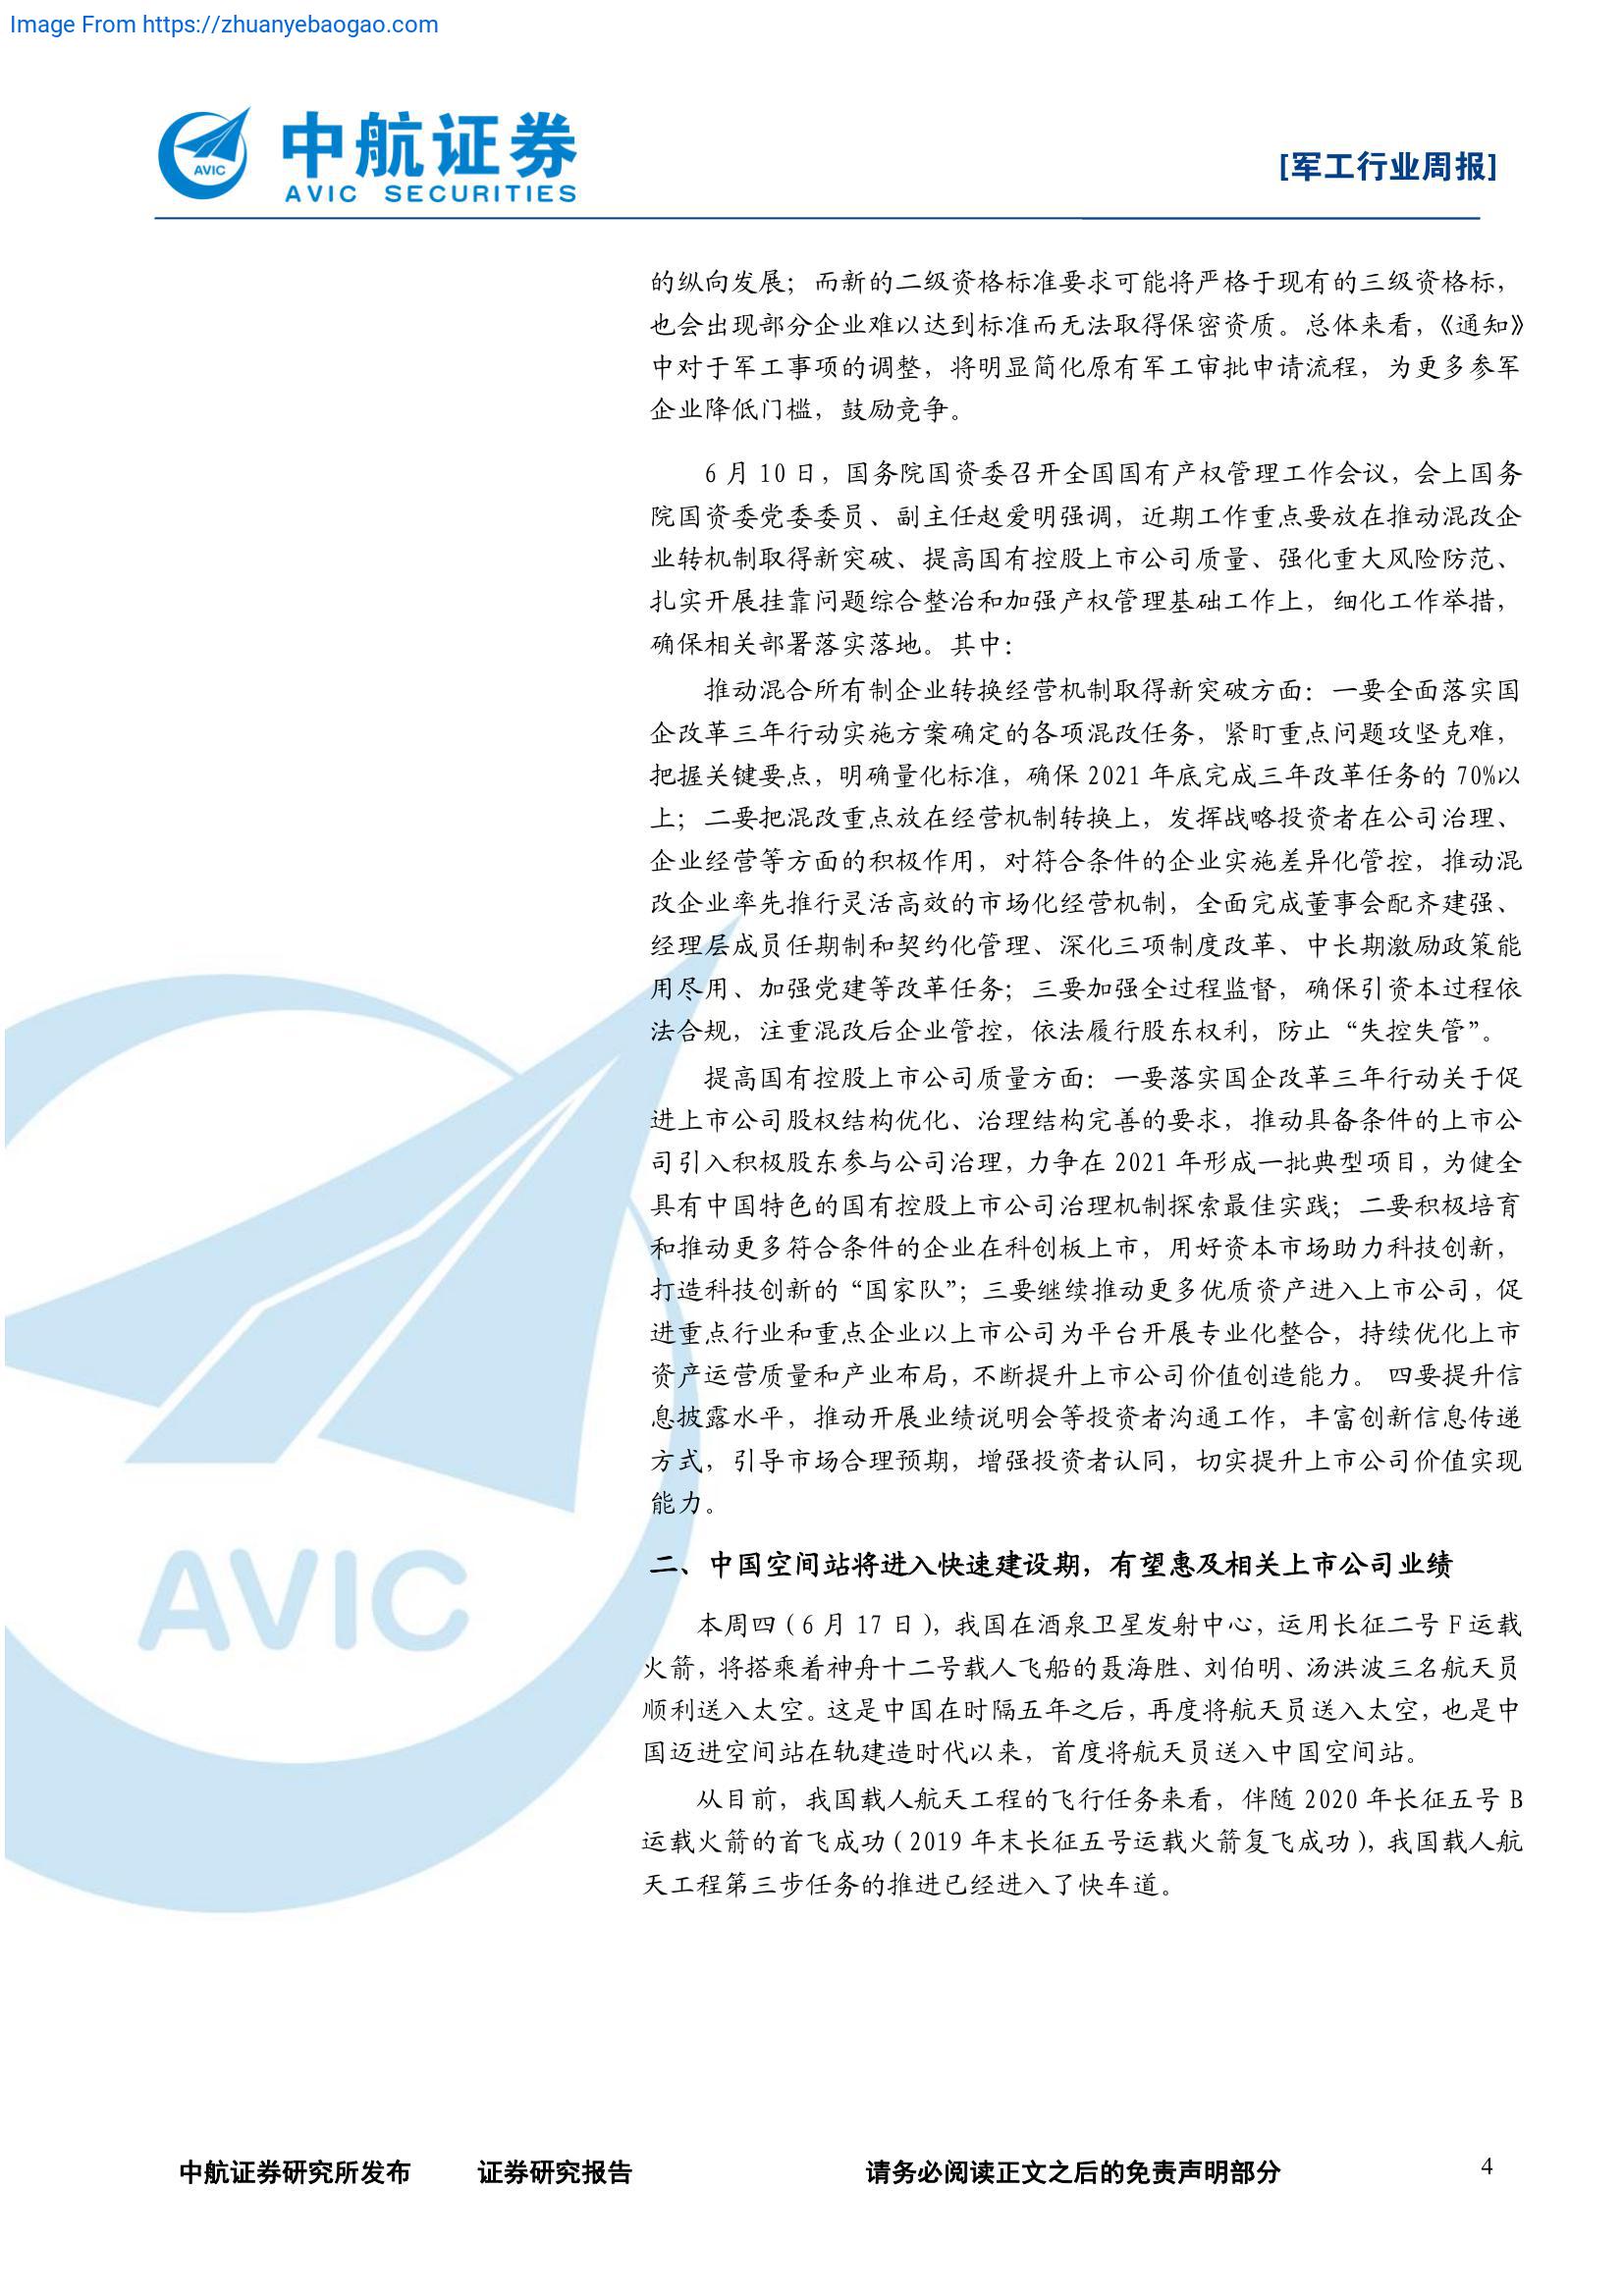 Image From https://zhuanyebaogao.com
AVIC
中航证券
AVIC SECURITIES
[军工行业周报]
的纵向发展；而新的二级资格标准要求可能将严格于现有的三级资格标，
也会出现部分企业难以达到标准而无法取得保密资质。总体来看，《通知》
中对于军工事项的调整，将明显简化原有军工审批申请流程，为更多参军
企业降低门槛，鼓励竞争。
6 月 10 日，国务院国资委召开全国国有产权管理工作会议，会上国务
院国资委党委委员、副主任赵爱明强调，近期工作重点要放在推动混改企
业转机制取得新突破、提高国有控股上市公司质量、强化重大风险防范、
扎实开展挂靠问题综合整治和加强产权管理基础工作上，细化工作举措，
确保相关部署落实落地。其中：
推动混合所有制企业转换经营机制取得新突破方面：一要全面落实国
企改革三年行动实施方案确定的各项混改任务，紧盯重点问题攻坚克难，
把握关键要点，明确量化标准，确保 2021 年底完成三年改革任务的 70%以
上；二要把混改重点放在经营机制转换上，发挥战略投资者在公司治理、
企业经营等方面的积极作用，对符合条件的企业实施差异化管控，推动混
改企业率先推行灵活高效的市场化经营机制，全面完成董事会配齐建强、
经理层成员任期制和契约化管理、深化三项制度改革、中长期激励政策能
用尽用、加强党建等改革任务；三要加强全过程监督，确保引资本过程依
法合规，注重混改后企业管控，依法履行股东权利，防止“失控失管”。
提高国有控股上市公司质量方面：一要落实国企改革三年行动关于促
进上市公司股权结构优化、治理结构完善的要求，推动具备条件的上市公
司引入积极股东参与公司治理，力争在 2021 年形成一批典型项目，为健全
具有中国特色的国有控股上市公司治理机制探索最佳实践；二要积极培育
和推动更多符合条件的企业在科创板上市，用好资本市场助力科技创新，
打造科技创新的“国家队”；三要继续推动更多优质资产进入上市公司，促
进重点行业和重点企业以上市公司为平台开展专业化整合，持续优化上市
资产运营质量和产业布局，不断提升上市公司价值创造能力。 四要提升信
息披露水平，推动开展业绩说明会等投资者沟通工作，丰富创新信息传递
方式，引导市场合理预期，增强投资者认同，切实提升上市公司价值实现
能力。
二、中国空间站将进入快速建设期，有望惠及相关上市公司业绩
本周四（6 月 17 日），我国在酒泉卫星发射中心，运用长征二号 F 运载
火箭，将搭乘着神舟十二号载人飞船的聂海胜、刘伯明、汤洪波三名航天员
顺利送入太空。这是中国在时隔五年之后，再度将航天员送入太空，也是中
国迈进空间站在轨建造时代以来，首度将航天员送入中国空间站。
从目前，我国载人航天工程的飞行任务来看，伴随 2020 年长征五号 B
运载火箭的首飞成功（2019 年末长征五号运载火箭复飞成功），我国载人航
天工程第三步任务的推进已经进入了快车道。
AVIC
中航证券研究所发布 证券研究报告 请务必阅读正文之后的免责声明部分 4